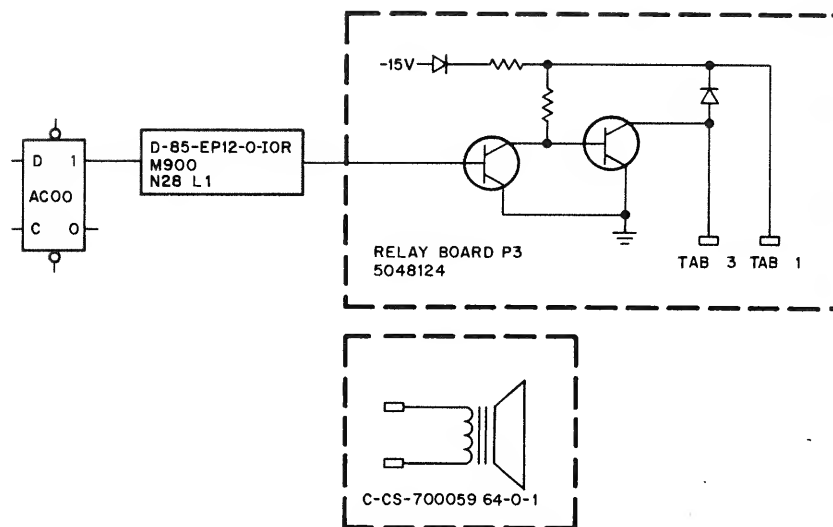 -15V
D 1
AC00
C 0
D-85-EP12-0-IOR
M900
N28 L1
RELAY BOARD P3
5048124
TAB 3 TAB 1
C-CS-700059 64-0-1